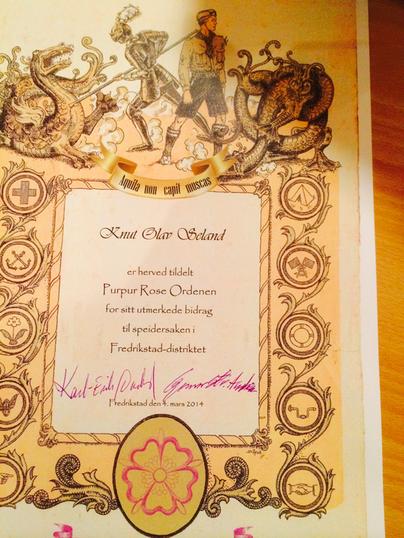 Aquila non capit muscas
Knut Olav Seland
er herved tildelt
Purpur Rose Ordenen
for sitt utmerkede bidrag
til speidersaken i
Fredrikstad-distriktet
Fredrikstad den 4. mars 2014